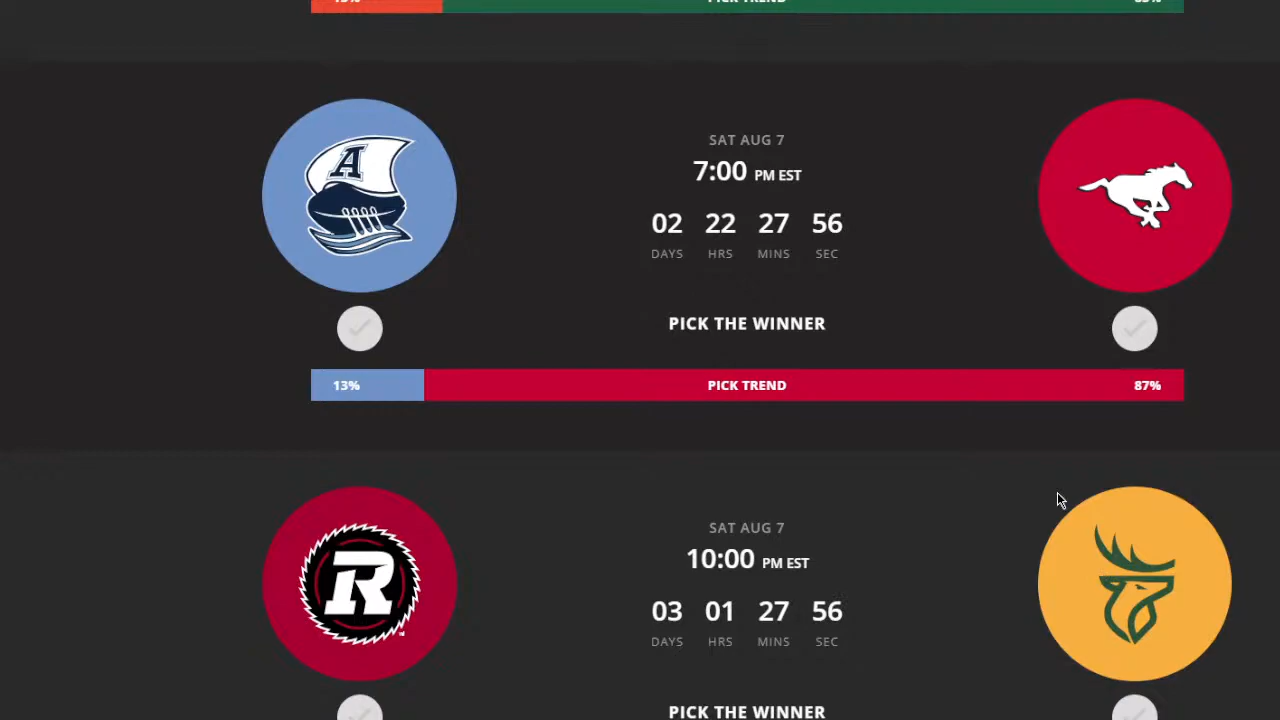 PICK TREND
SAT AUG 7
7:00 PM EST
02 22 27 56
DAYS HRS MINS SEC
PICK THE WINNER
13% PICK TREND 87%
SAT AUG 7
10:00 PM EST
03 01 27 56
DAYS HRS MINS SEC
PICK THE WINNER
A
R